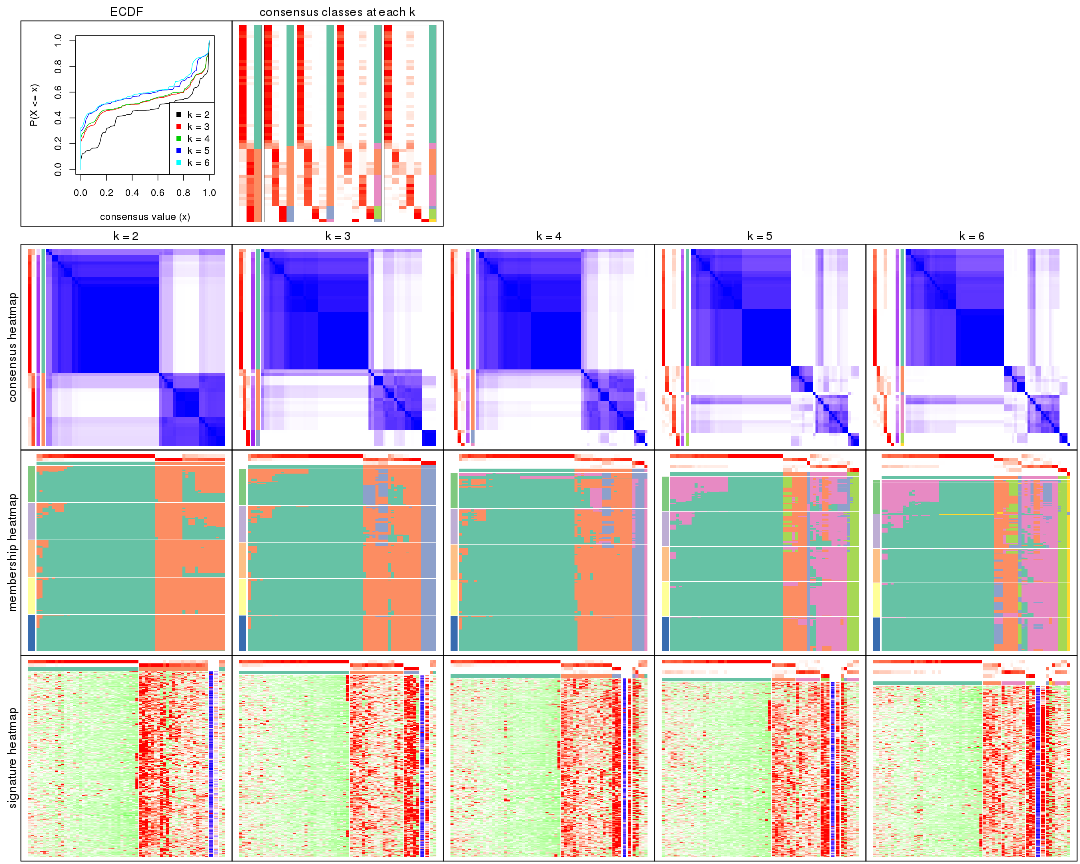 ECDF
consensus classes at each k
P(X <= x)
1.0
0.8
0.6
0.4
0.2
0.0
k = 2
k = 3
k = 4
k = 5
k = 6
0.0 0.2 0.4 0.6 0.8 1.0
consensus value (x)
k = 2
k = 3
k = 4
k = 5
k = 6
consensus heatmap
membership heatmap
signature heatmap